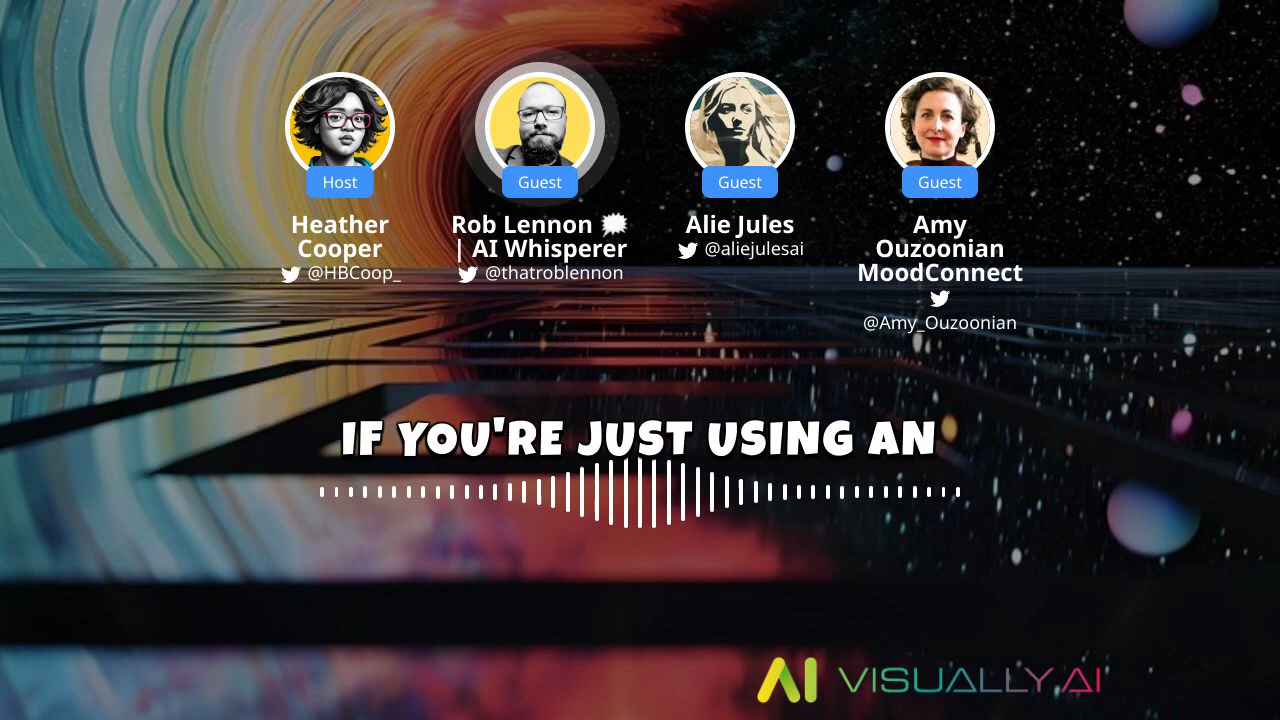 Host
Guest
Guest
Guest
Heather
Cooper
@HBCoop_
Rob Lennon
| AI Whisperer
@thatroblennon
Alie Jules
@aliejulesai
Amy
Ouzoonian
MoodConnect
@Amy_Ouzoonian
IF YOU'RE JUST USING AN
AI VISUALLY AI